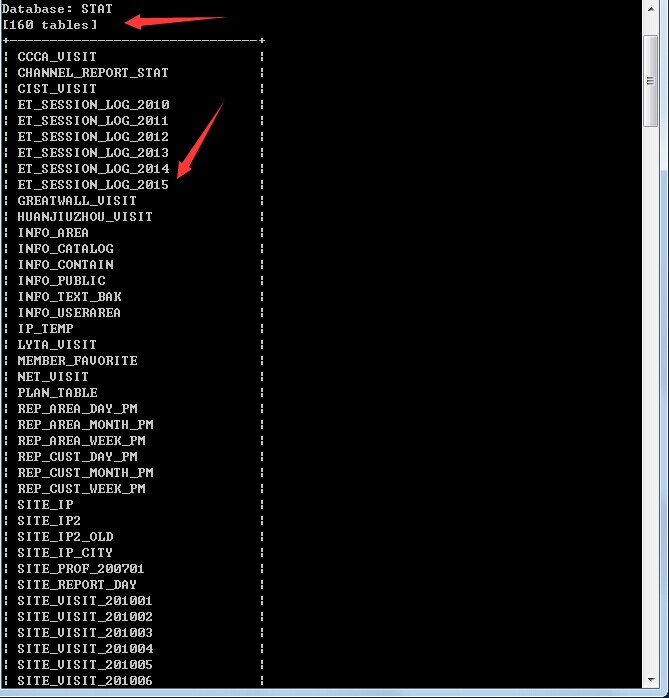 Database: STAT
[160 tables]
+--------------------------------+
¦ CCCA_VISIT ¦
¦ CHANNEL_REPORT_STAT ¦
¦ CIST_VISIT ¦
¦ ET_SESSION_LOG_2010 ¦
¦ ET_SESSION_LOG_2011 ¦
¦ ET_SESSION_LOG_2012 ¦
¦ ET_SESSION_LOG_2013 ¦
¦ ET_SESSION_LOG_2014 ¦
¦ ET_SESSION_LOG_2015 ¦
¦ GREATWALL_VISIT ¦
¦ HUANJIUZHOU_VISIT ¦
¦ INFO_AREA ¦
¦ INFO_CATALOG ¦
¦ INFO_CONTAIN ¦
¦ INFO_PUBLIC ¦
¦ INFO_TEXT_BAK ¦
¦ INFO_USERAREA ¦
¦ IP_TEMP ¦
¦ LYTA_VISIT ¦
¦ MEMBER_FAVORITE ¦
¦ NET_VISIT ¦
¦ PLAN_TABLE ¦
¦ REP_AREA_DAY_PM ¦
¦ REP_AREA_MONTH_PM ¦
¦ REP_AREA_WEEK_PM ¦
¦ REP_CUST_DAY_PM ¦
¦ REP_CUST_MONTH_PM ¦
¦ REP_CUST_WEEK_PM ¦
¦ SITE_IP ¦
¦ SITE_IP2 ¦
¦ SITE_IP2_OLD ¦
¦ SITE_IP_CITY ¦
¦ SITE_PROF_200701 ¦
¦ SITE_REPORT_DAY ¦
¦ SITE_VISIT_201001 ¦
¦ SITE_VISIT_201002 ¦
¦ SITE_VISIT_201003 ¦
¦ SITE_VISIT_201004 ¦
¦ SITE_VISIT_201005 ¦
¦ SITE_VISIT_201006 ¦